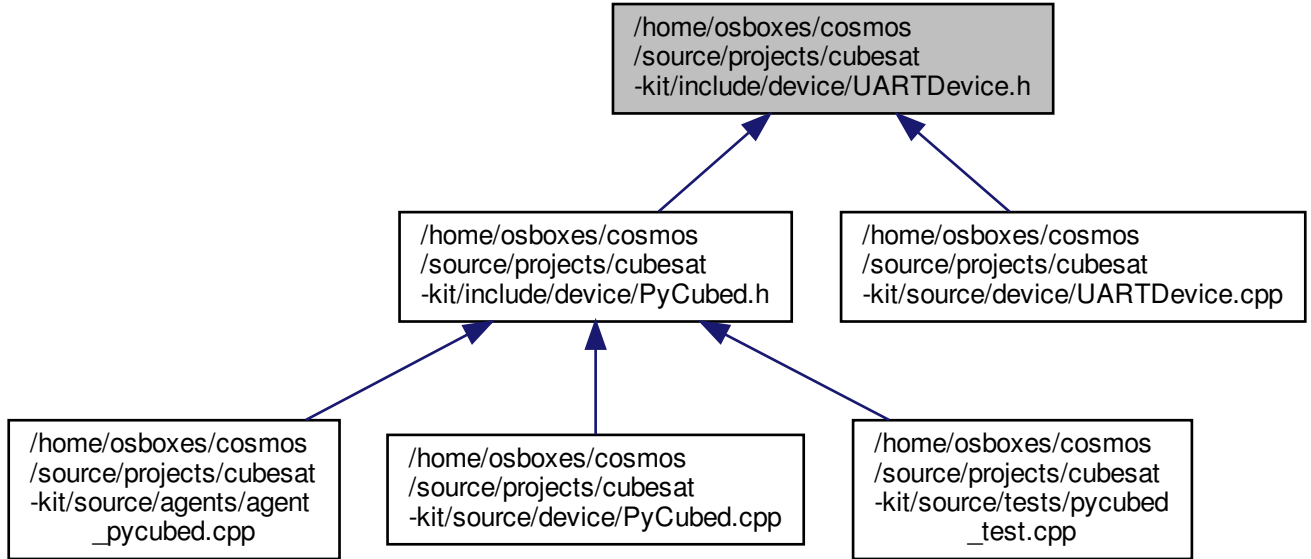 /home/osboxes/cosmos
/source/projects/cubesat
-kit/include/device/UARTDevice.h
/home/osboxes/cosmos
/source/projects/cubesat
-kit/include/device/PyCubed.h
/home/osboxes/cosmos
/source/projects/cubesat
-kit/source/device/UARTDevice.cpp
/home/osboxes/cosmos
/source/projects/cubesat
-kit/source/agents/agent
_pycubed.cpp
/home/osboxes/cosmos
/source/projects/cubesat
-kit/source/device/PyCubed.cpp
/home/osboxes/cosmos
/source/projects/cubesat
-kit/source/tests/pycubed
_test.cpp